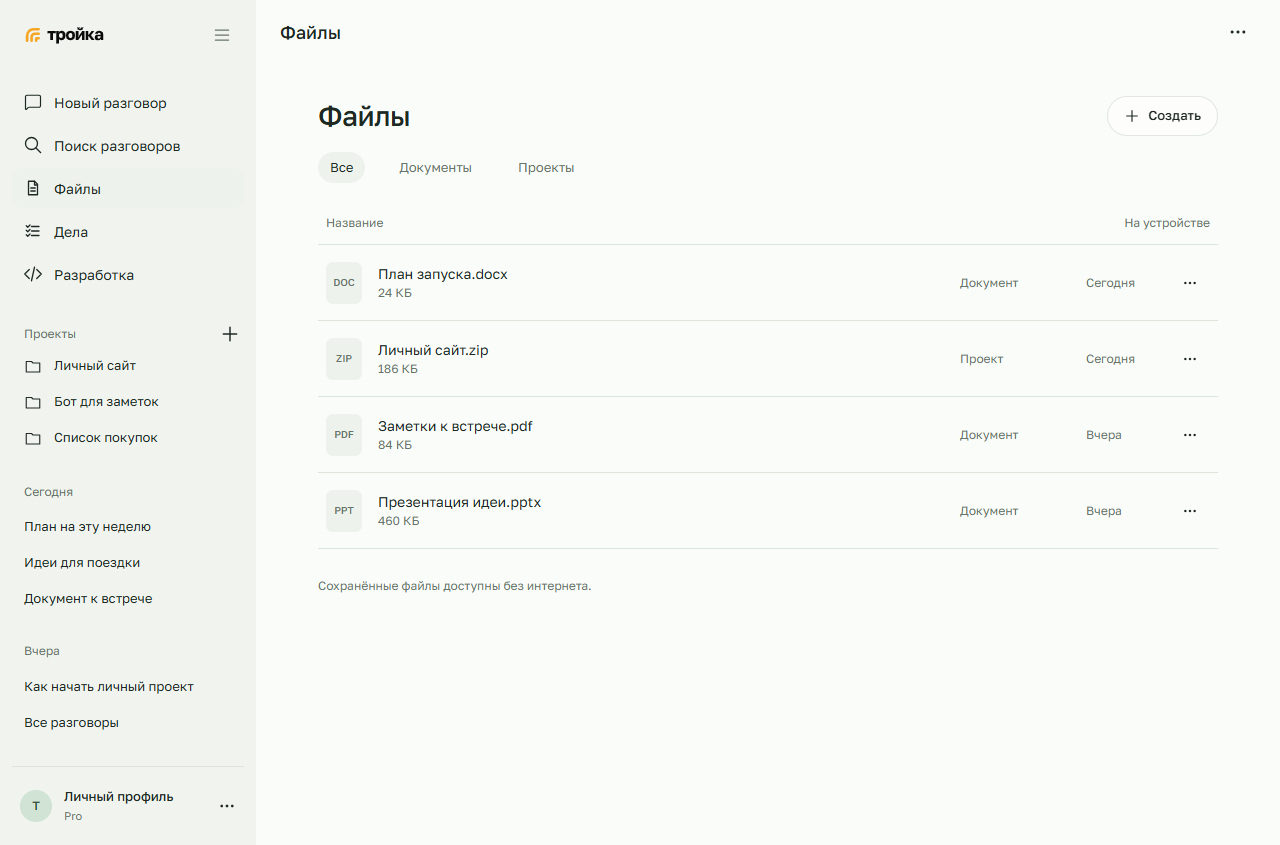 тройка
Новый разговор
Поиск разговоров
Файлы
Дела
Разработка
Проекты
Личный сайт
Бот для заметок
Список покупок
Сегодня
План на эту неделю
Идеи для поездки
Документ к встрече
Вчера
Как начать личный проект
Все разговоры
Т
Личный профиль
Pro
Файлы
Файлы
Создать
Все Документы Проекты
Название На устройстве
DOC План запуска.docx Документ Сегодня
24 КБ
ZIP Личный сайт.zip Проект Сегодня
186 КБ
PDF Заметки к встрече.pdf Документ Вчера
84 КБ
PPT Презентация идеи.pptx Документ Вчера
460 КБ
Сохранённые файлы доступны без интернета.